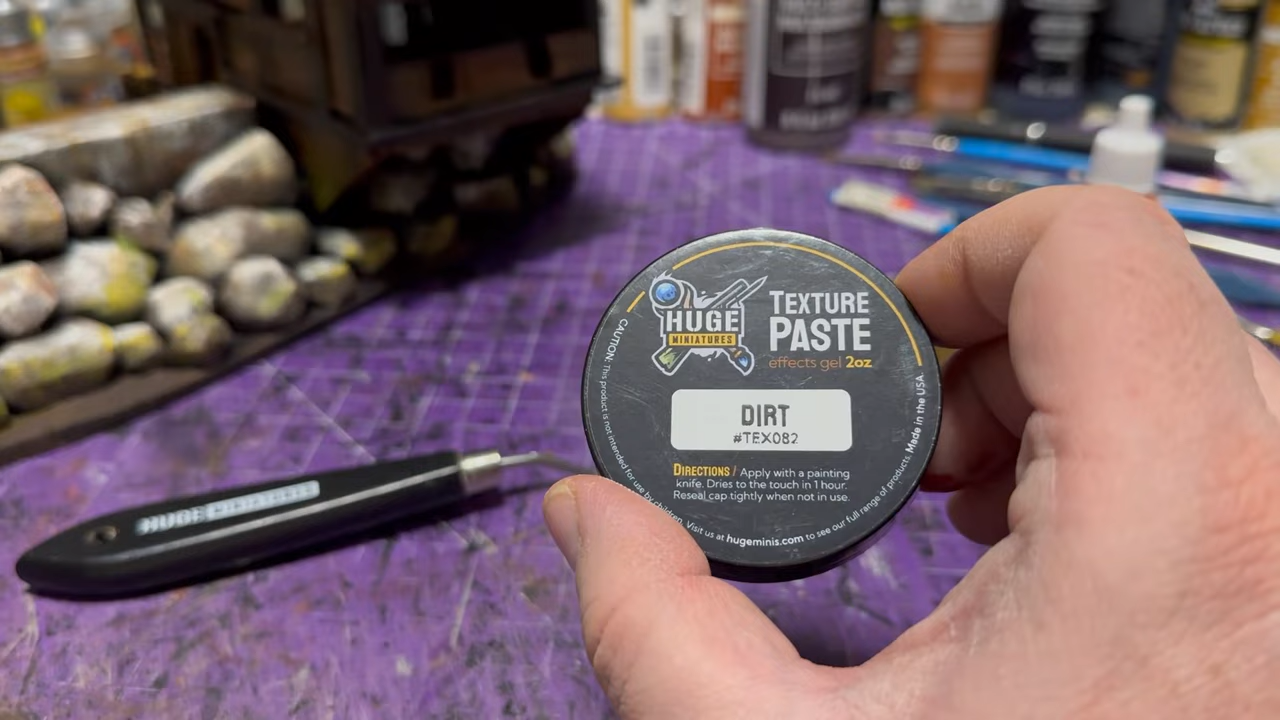 HUGE
MINIATURES
TEXTURE
PASTE
effects gel 2oz
DIRT
#TEX082
DIRECTIONS / Apply with a painting
knife. Dries to the touch in 1 hour.
Reseal cap tightly when not in use.
CAUTION: This product is not intended for use by children. Visit us at hugeminis.com to see our full range of products. Made in the USA.
HUGE MINIATURES